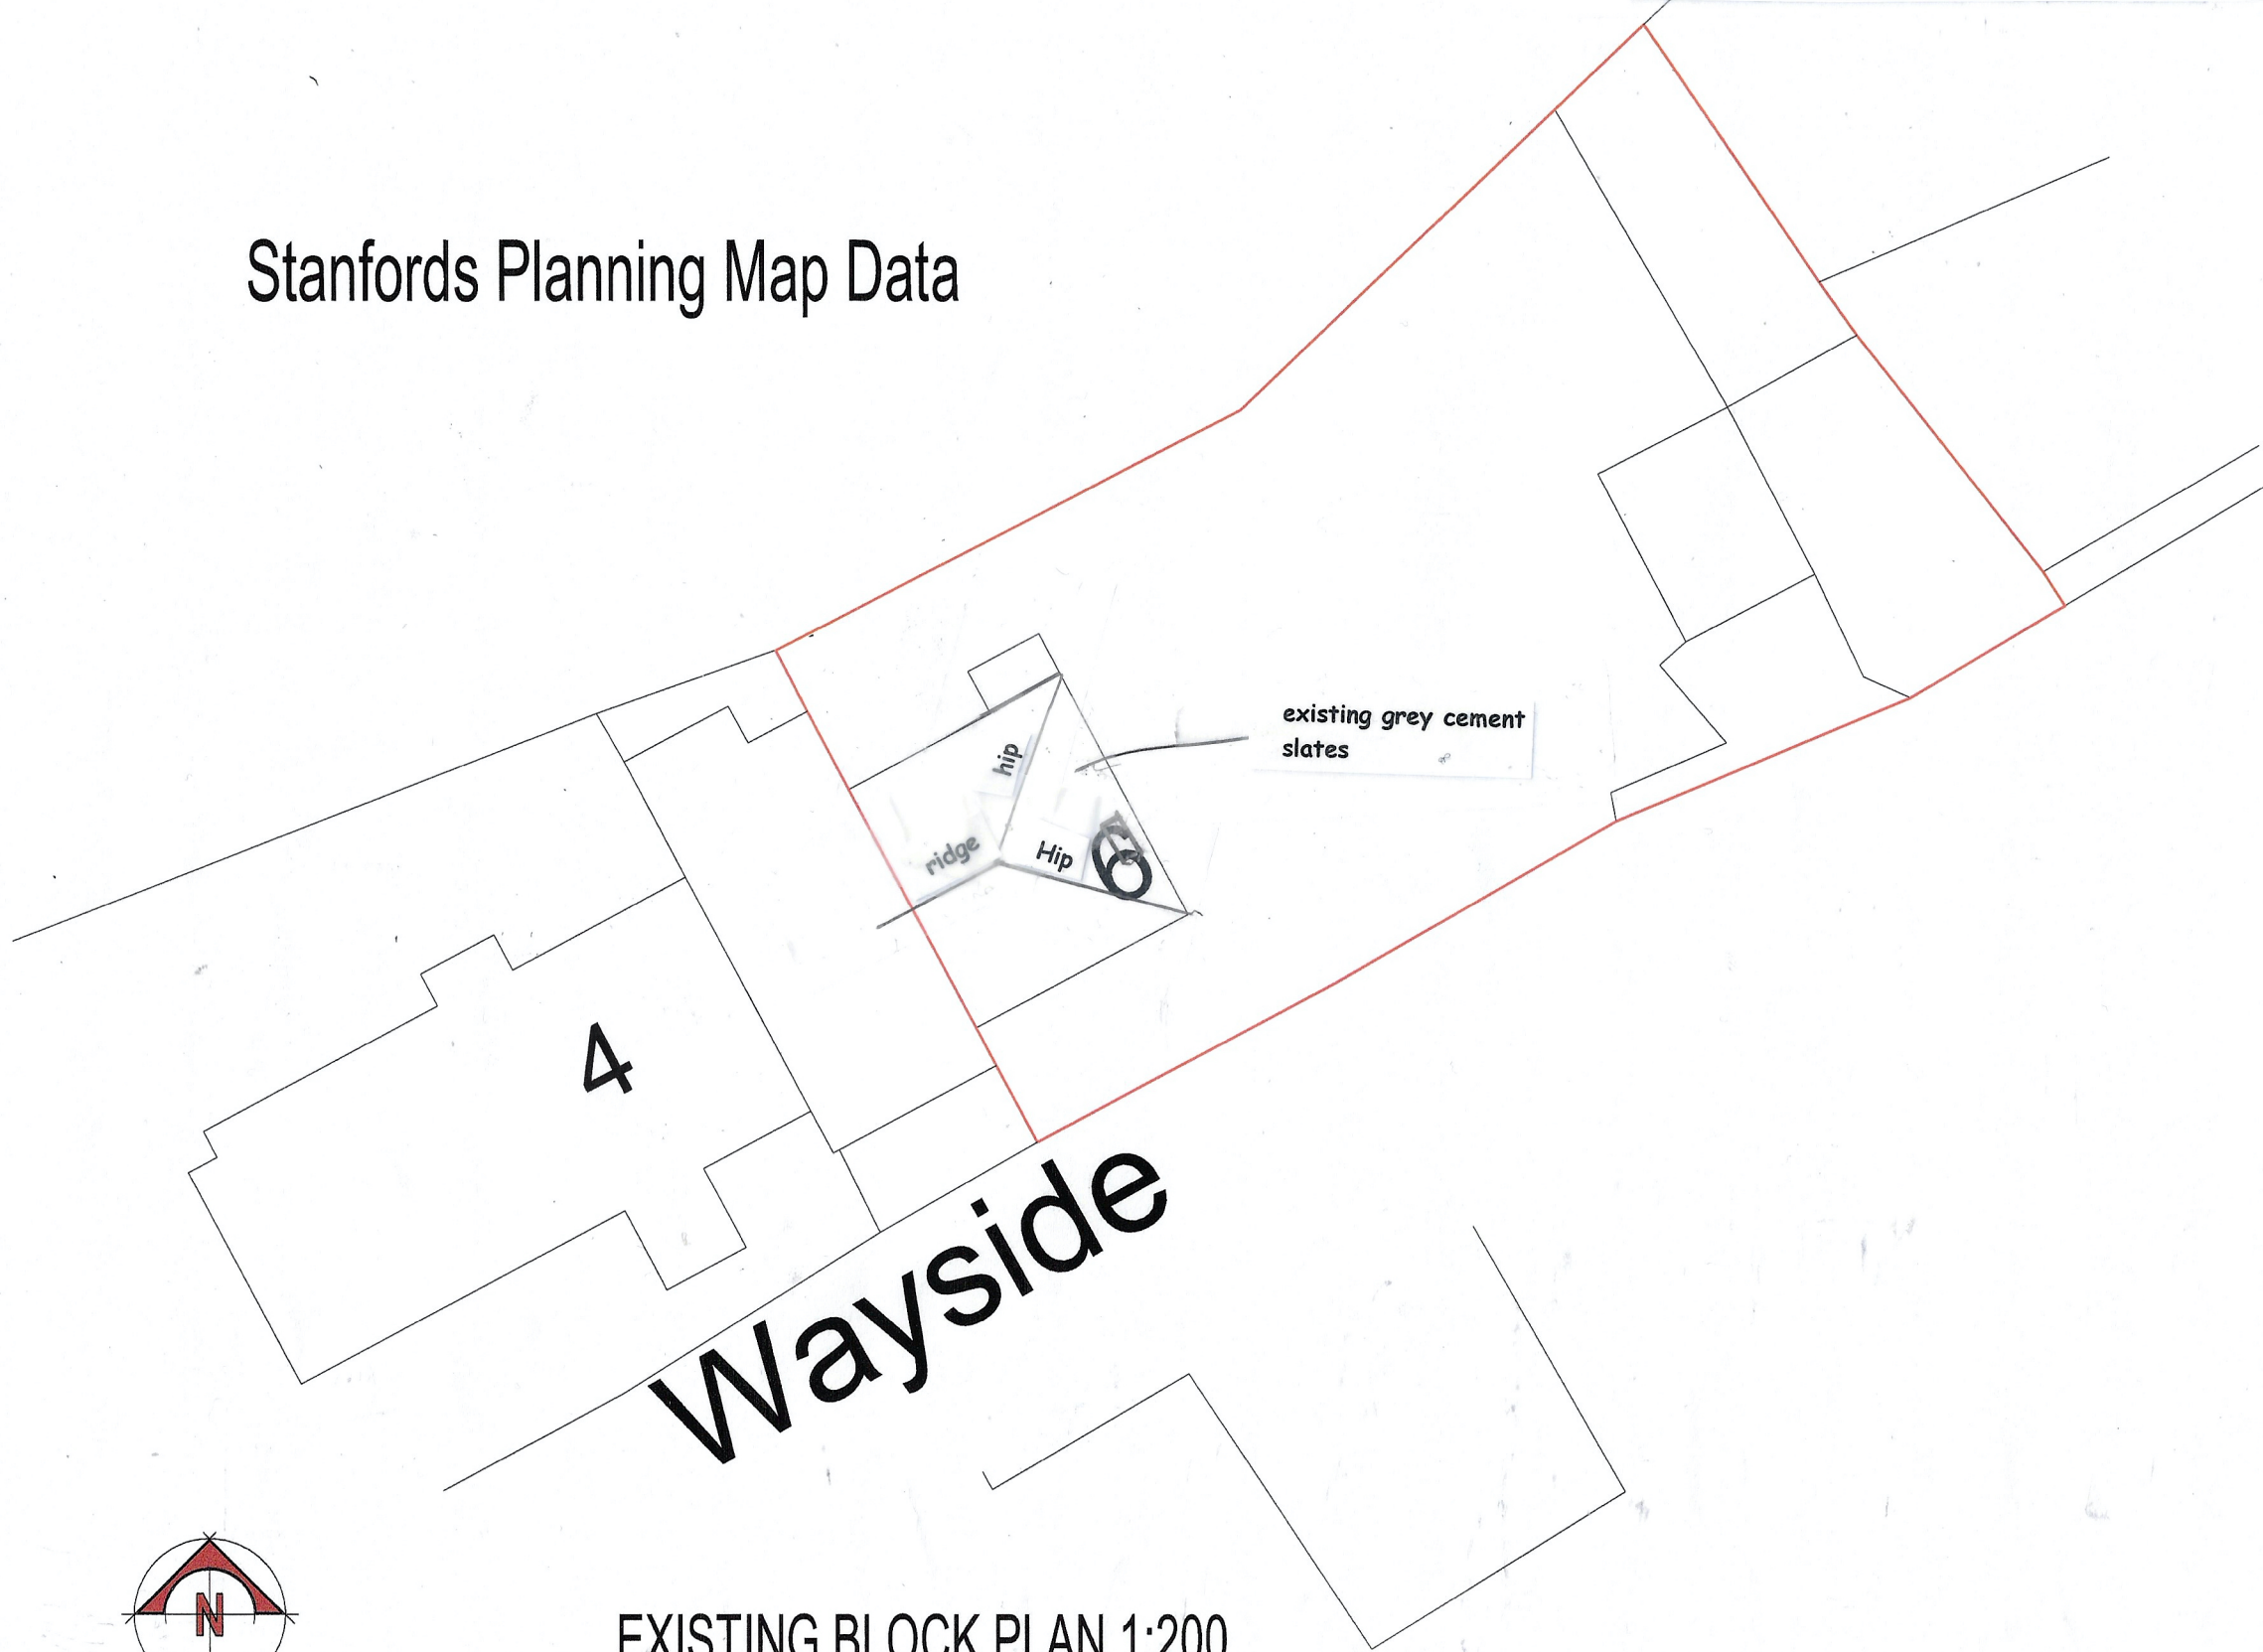 Stanfords Planning Map Data
existing grey cement
slates
hip
ridge
Hip
6
4
Wayside
N
EXISTING BLOCK PLAN 1:200